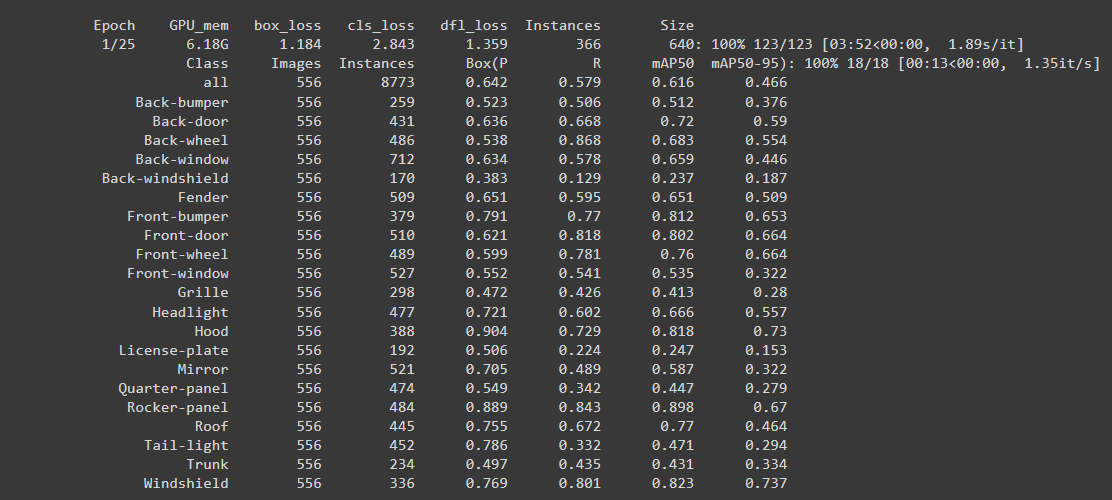 Epoch GPU_mem box_loss cls_loss dfl_loss Instances Size
1/25 6.18G 1.184 2.843 1.359 366 640: 100% 123/123 [03:52<00:00, 1.89s/it]
Class Images Instances Box(P R mAP50 mAP50-95): 100% 18/18 [00:13<00:00, 1.35it/s]
all 556 8773 0.642 0.579 0.616 0.466
Back-bumper 556 259 0.523 0.506 0.512 0.376
Back-door 556 431 0.636 0.668 0.72 0.59
Back-wheel 556 486 0.538 0.868 0.683 0.554
Back-window 556 712 0.634 0.578 0.659 0.446
Back-windshield 556 170 0.383 0.129 0.237 0.187
Fender 556 509 0.651 0.595 0.651 0.509
Front-bumper 556 379 0.791 0.77 0.812 0.653
Front-door 556 510 0.621 0.818 0.802 0.664
Front-wheel 556 489 0.599 0.781 0.76 0.664
Front-window 556 527 0.552 0.541 0.535 0.322
Grille 556 298 0.472 0.426 0.413 0.28
Headlight 556 477 0.721 0.602 0.666 0.557
Hood 556 388 0.904 0.729 0.818 0.73
License-plate 556 192 0.506 0.224 0.247 0.153
Mirror 556 521 0.705 0.489 0.587 0.322
Quarter-panel 556 474 0.549 0.342 0.447 0.279
Rocker-panel 556 484 0.889 0.843 0.898 0.67
Roof 556 445 0.755 0.672 0.77 0.464
Tail-light 556 452 0.786 0.332 0.471 0.294
Trunk 556 234 0.497 0.435 0.431 0.334
Windshield 556 336 0.769 0.801 0.823 0.737